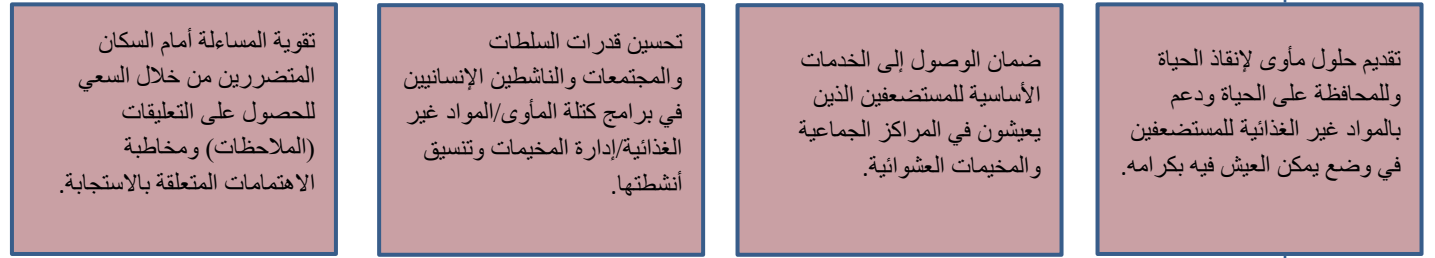 تقديم حلول مأوى لإنقاذ الحياة
وللمحافظة على الحياة ودعم
بالمواد غير الغذائية للمستضعفين
في وضع يمكن العيش فيه بكرامه.
ضمان الوصول إلى الخدمات
الأساسية للمستضعفين الذين
يعيشون في المراكز الجماعية
والمخيمات العشوائية.
تحسين قدرات السلطات
والمجتمعات والناشطين الإنسانيين
في برامج كتلة المأوى/المواد غير
الغذائية/إدارة المخيمات وتنسيق
أنشطتها.
تقوية المساءلة أمام السكان
المتضررين من خلال السعي
للحصول على التعليقات
(الملاحظات) ومخاطبة
الاهتمامات المتعلقة بالاستجابة.